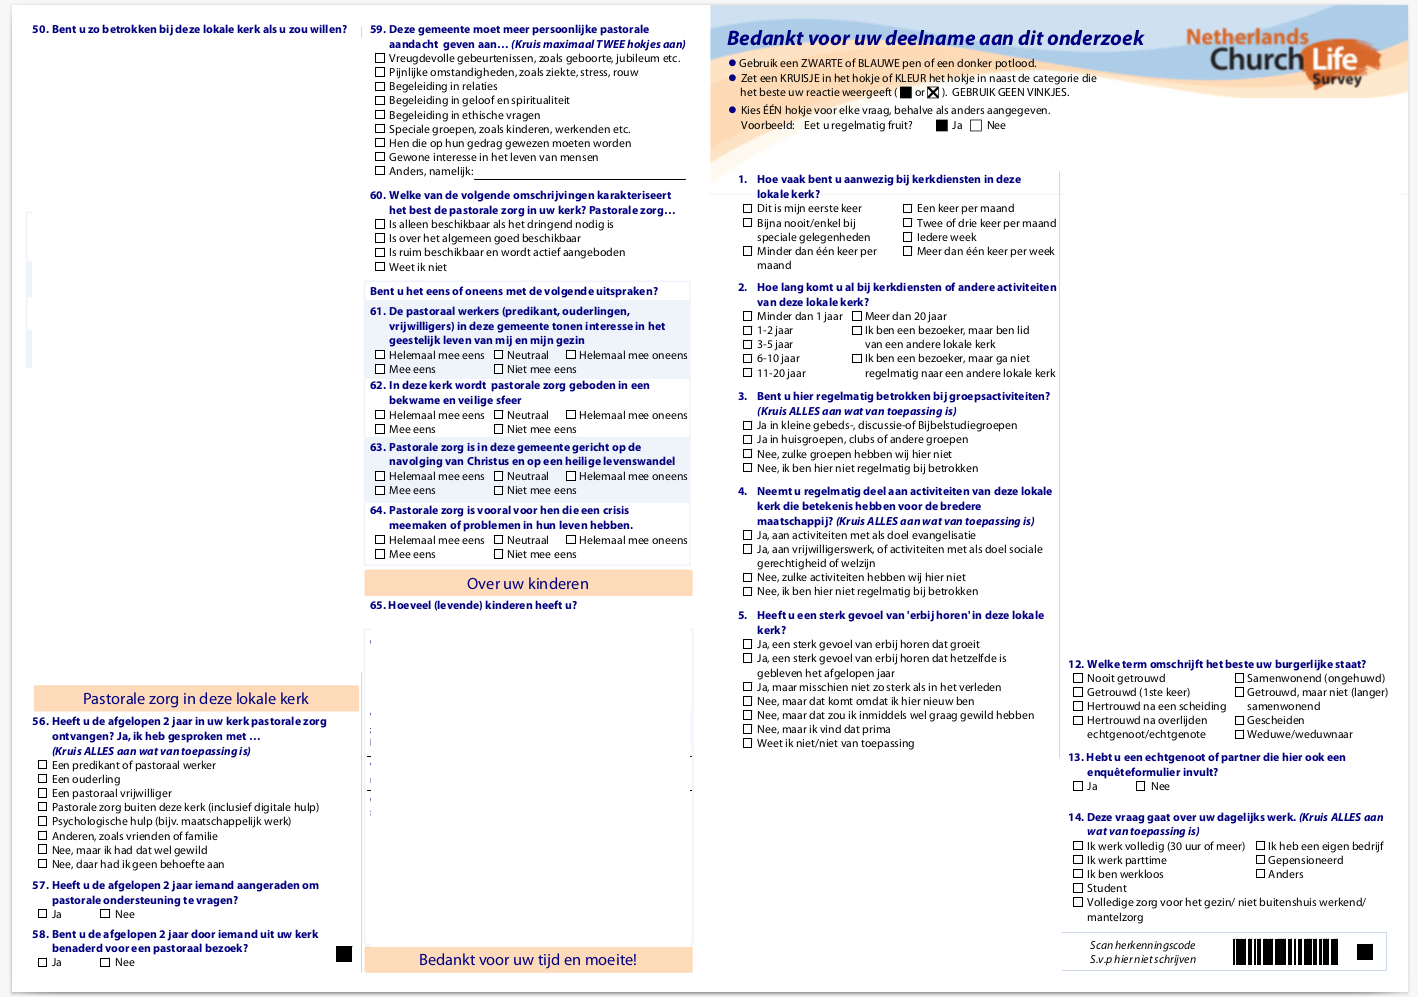 50. Bent u zo betrokken bij deze lokale kerk als u zou willen?
Pastorale zorg in deze lokale kerk
56. Heeft u de afgelopen 2 jaar in uw kerk pastorale zorg
ontvangen? Ja, ik heb gesproken met …
(Kruis ALLES aan wat van toepassing is)
Een predikant of pastoraal werker
Een ouderling
Een pastoraal vrijwilliger
Pastorale zorg buiten deze kerk (inclusief digitale hulp)
Psychologische hulp (bijv. maatschappelijk werk)
Anderen, zoals vrienden of familie
Nee, maar ik had dat wel gewild
Nee, daar had ik geen behoefte aan
57. Heeft u de afgelopen 2 jaar iemand aangeraden om
pastorale ondersteuning te vragen?
Ja Nee
58. Bent u de afgelopen 2 jaar door iemand uit uw kerk
benaderd voor een pastoraal bezoek?
Ja Nee
59. Deze gemeente moet meer persoonlijke pastorale
aandacht geven aan… (Kruis maximaal TWEE hokjes aan)
Vreugdevolle gebeurtenissen, zoals geboorte, jubileum etc.
Pijnlijke omstandigheden, zoals ziekte, stress, rouw
Begeleiding in relaties
Begeleiding in geloof en spiritualiteit
Begeleiding in ethische vragen
Speciale groepen, zoals kinderen, werkenden etc.
Hen die op hun gedrag gewezen moeten worden
Gewone interesse in het leven van mensen
Anders, namelijk:
60. Welke van de volgende omschrijvingen karakteriseert
het best de pastorale zorg in uw kerk? Pastorale zorg…
Is alleen beschikbaar als het dringend nodig is
Is over het algemeen goed beschikbaar
Is ruim beschikbaar en wordt actief aangeboden
Weet ik niet
Bent u het eens of oneens met de volgende uitspraken?
61. De pastoraal werkers (predikant, ouderlingen,
vrijwilligers) in deze gemeente tonen interesse in het
geestelijk leven van mij en mijn gezin
Helemaal mee eens Neutraal Helemaal mee oneens
Mee eens Niet mee eens
62. In deze kerk wordt pastorale zorg geboden in een
bekwame en veilige sfeer
Helemaal mee eens Neutraal Helemaal mee oneens
Mee eens Niet mee eens
63. Pastorale zorg is in deze gemeente gericht op de
navolging van Christus en op een heilige levenswandel
Helemaal mee eens Neutraal Helemaal mee oneens
Mee eens Niet mee eens
64. Pastorale zorg is vooral voor hen die een crisis
meemaken of problemen in hun leven hebben.
Helemaal mee eens Neutraal Helemaal mee oneens
Mee eens Niet mee eens
Over uw kinderen
65. Hoeveel (levende) kinderen heeft u?
Bedankt voor uw tijd en moeite!
Bedankt voor uw deelname aan dit onderzoek
Netherlands
Church Life
Survey
Gebruik een ZWARTE of BLAUWE pen of een donker potlood.
Zet een KRUISJE in het hokje of KLEUR het hokje in naast de categorie die
het beste uw reactie weergeeft ( or ). GEBRUIK GEEN VINKJES.
Kies ÉÉN hokje voor elke vraag, behalve als anders aangegeven.
Voorbeeld: Eet u regelmatig fruit? Ja Nee
1. Hoe vaak bent u aanwezig bij kerkdiensten in deze
lokale kerk?
Dit is mijn eerste keer Een keer per maand
Bijna nooit/enkel bij Twee of drie keer per maand
speciale gelegenheden Iedere week
Minder dan één keer per Meer dan één keer per week
maand
2. Hoe lang komt u al bij kerkdiensten of andere activiteiten
van deze lokale kerk?
Minder dan 1 jaar Meer dan 20 jaar
1-2 jaar Ik ben een bezoeker, maar ben lid
3-5 jaar van een andere lokale kerk
6-10 jaar Ik ben een bezoeker, maar ga niet
11-20 jaar regelmatig naar een andere lokale kerk
3. Bent u hier regelmatig betrokken bij groepsactiviteiten?
(Kruis ALLES aan wat van toepassing is)
Ja in kleine gebeds-, discussie-of Bijbelstudiegroepen
Ja in huisgroepen, clubs of andere groepen
Nee, zulke groepen hebben wij hier niet
Nee, ik ben hier niet regelmatig bij betrokken
4. Neemt u regelmatig deel aan activiteiten van deze lokale
kerk die betekenis hebben voor de bredere
maatschappij? (Kruis ALLES aan wat van toepassing is)
Ja, aan activiteiten met als doel evangelisatie
Ja, aan vrijwilligerswerk, of activiteiten met als doel sociale
gerechtigheid of welzijn
Nee, zulke activiteiten hebben wij hier niet
Nee, ik ben hier niet regelmatig bij betrokken
5. Heeft u een sterk gevoel van 'erbij horen' in deze lokale
kerk?
Ja, een sterk gevoel van erbij horen dat groeit
Ja, een sterk gevoel van erbij horen dat hetzelfde is
gebleven het afgelopen jaar
Ja, maar misschien niet zo sterk als in het verleden
Nee, maar dat komt omdat ik hier nieuw ben
Nee, maar dat zou ik inmiddels wel graag gewild hebben
Nee, maar ik vind dat prima
Weet ik niet/niet van toepassing
12. Welke term omschrijft het beste uw burgerlijke staat?
Nooit getrouwd Samenwonend (ongehuwd)
Getrouwd (1ste keer) Getrouwd, maar niet (langer)
Hertrouwd na een scheiding samenwonend
Hertrouwd na overlijden Gescheiden
echtgenoot/echtgenote Weduwe/weduwnaar
13. Hebt u een echtgenoot of partner die hier ook een
enquêteformulier invult?
Ja Nee
14. Deze vraag gaat over uw dagelijks werk. (Kruis ALLES aan
wat van toepassing is)
Ik werk volledig (30 uur of meer) Ik heb een eigen bedrijf
Ik werk parttime Gepensioneerd
Ik ben werkloos Anders
Student
Volledige zorg voor het gezin/ niet buitenshuis werkend/
mantelzorg
Scan herkenningscode
S.v.p hier niet schrijven